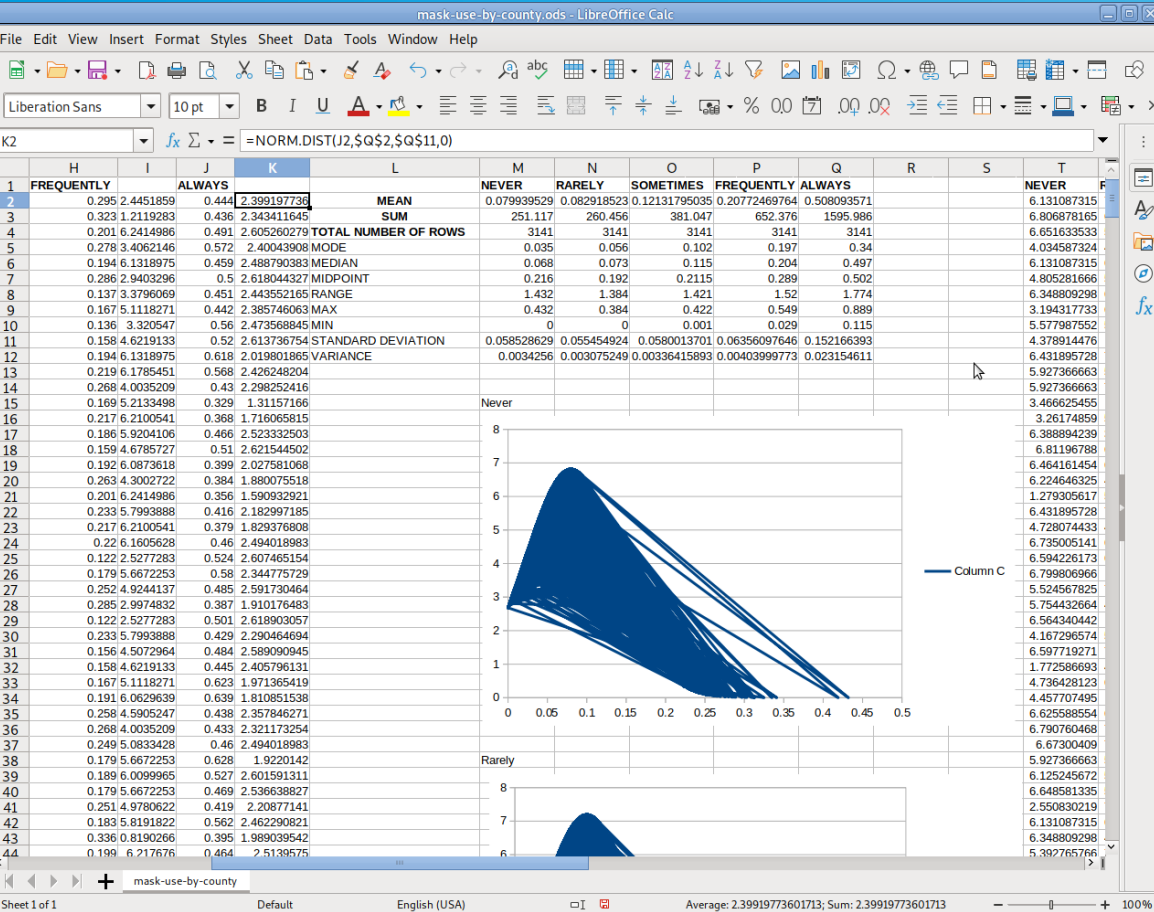 mask-use-by-county.ods - LibreOffice Calc
File Edit View Insert Format Styles Sheet Data Tools Window Help
Liberation Sans 10 pt
K2 =NORM.DIST(J2,$Q$2,$Q$11,0)
H I J K L M N O P Q R S T
1 FREQUENTLY ALWAYS NEVER RARELY SOMETIMES FREQUENTLY ALWAYS NEVER
2 0.295 2.4451859 0.444 2.399197736 MEAN 0.079939529 0.082918523 0.12131795035 0.20772469764 0.508093571 6.131087315
3 0.323 1.2119283 0.436 2.343411645 SUM 251.117 260.456 381.047 652.376 1595.986 6.806878165
4 0.201 6.2414986 0.491 2.605260279 TOTAL NUMBER OF ROWS 3141 3141 3141 3141 3141 6.651633533
5 0.278 3.4062146 0.572 2.40043908 MODE 0.035 0.056 0.102 0.197 0.34 4.034587324
6 0.194 6.1318975 0.459 2.488790383 MEDIAN 0.068 0.073 0.115 0.204 0.497 6.131087315
7 0.286 2.9403296 0.5 2.618044327 MIDPOINT 0.216 0.192 0.2115 0.289 0.502 4.805281666
8 0.137 3.3796069 0.451 2.443552165 RANGE 1.432 1.384 1.421 1.52 1.774 6.348809298
9 0.167 5.1118271 0.442 2.385746063 MAX 0.432 0.384 0.422 0.549 0.889 3.194317733
10 0.136 3.320547 0.56 2.473568845 MIN 0 0 0.001 0.029 0.115 5.577987552
11 0.158 4.6219133 0.52 2.613736754 STANDARD DEVIATION 0.058528629 0.055454924 0.0580013701 0.06356097646 0.152166393 4.378914476
12 0.194 6.1318975 0.618 2.019801865 VARIANCE 0.0034256 0.003075249 0.00336415893 0.00403999773 0.023154611 6.431895728
13 0.219 6.1785451 0.568 2.426248204 5.927366663
14 0.268 4.0035209 0.43 2.298252416 5.927366663
15 0.169 5.2133498 0.329 1.31157166 Never 3.466625455
16 0.217 6.2100541 0.368 1.716065815 3.26174859
17 0.186 5.9204106 0.466 2.523332503 6.388894239
18 0.159 4.6785727 0.51 2.621544502 6.81196788
19 0.192 6.0873618 0.399 2.027581068 6.464161454
20 0.263 4.3002722 0.384 1.880075518 6.224646325
21 0.201 6.2414986 0.356 1.590932921 1.279305617
22 0.233 5.7993888 0.416 2.182997185 6.431895728
23 0.217 6.2100541 0.379 1.829376808 4.728074433
24 0.22 6.1605628 0.46 2.494018983 6.735005141
25 0.122 2.5277283 0.524 2.607465154 6.594226173
26 0.179 5.6672253 0.58 2.344775729 6.799806966
27 0.252 4.9244137 0.485 2.591730464 5.524567825
28 0.285 2.9974832 0.387 1.910176483 5.754432664
29 0.122 2.5277283 0.501 2.618903057 6.564340442
30 0.233 5.7993888 0.429 2.290464694 4.167296574
31 0.156 4.5072964 0.484 2.589090945 6.597719271
32 0.158 4.6219133 0.445 2.405796131 1.772586693
33 0.167 5.1118271 0.623 1.971365419 4.736428123
34 0.191 6.0629639 0.639 1.810851538 4.457707495
35 0.258 4.5905247 0.438 2.357846271 6.625588554
36 0.268 4.0035209 0.433 2.321173254 6.790760468
37 0.249 5.0833428 0.46 2.494018983 6.67300409
38 0.179 5.6672253 0.628 1.9220142 Rarely 5.927366663
39 0.189 6.0099965 0.527 2.601591311 6.125245672
40 0.179 5.6672253 0.469 2.536638827 6.648581335
41 0.251 4.9780622 0.419 2.20877141 2.550830219
42 0.183 5.8191822 0.562 2.462290821 6.131087315
43 0.336 0.8190266 0.395 1.989039542 6.348809298
44 0.199 6.217676 0.464 2.5139575 5.392765766
8
7
6
5
4
3
2
1
0
0 0.05 0.1 0.15 0.2 0.25 0.3 0.35 0.4 0.45 0.5
Column C
8
7
6
mask-use-by-county
Sheet 1 of 1 Default English (USA) Average: 2.39919773601713; Sum: 2.39919773601713 100%